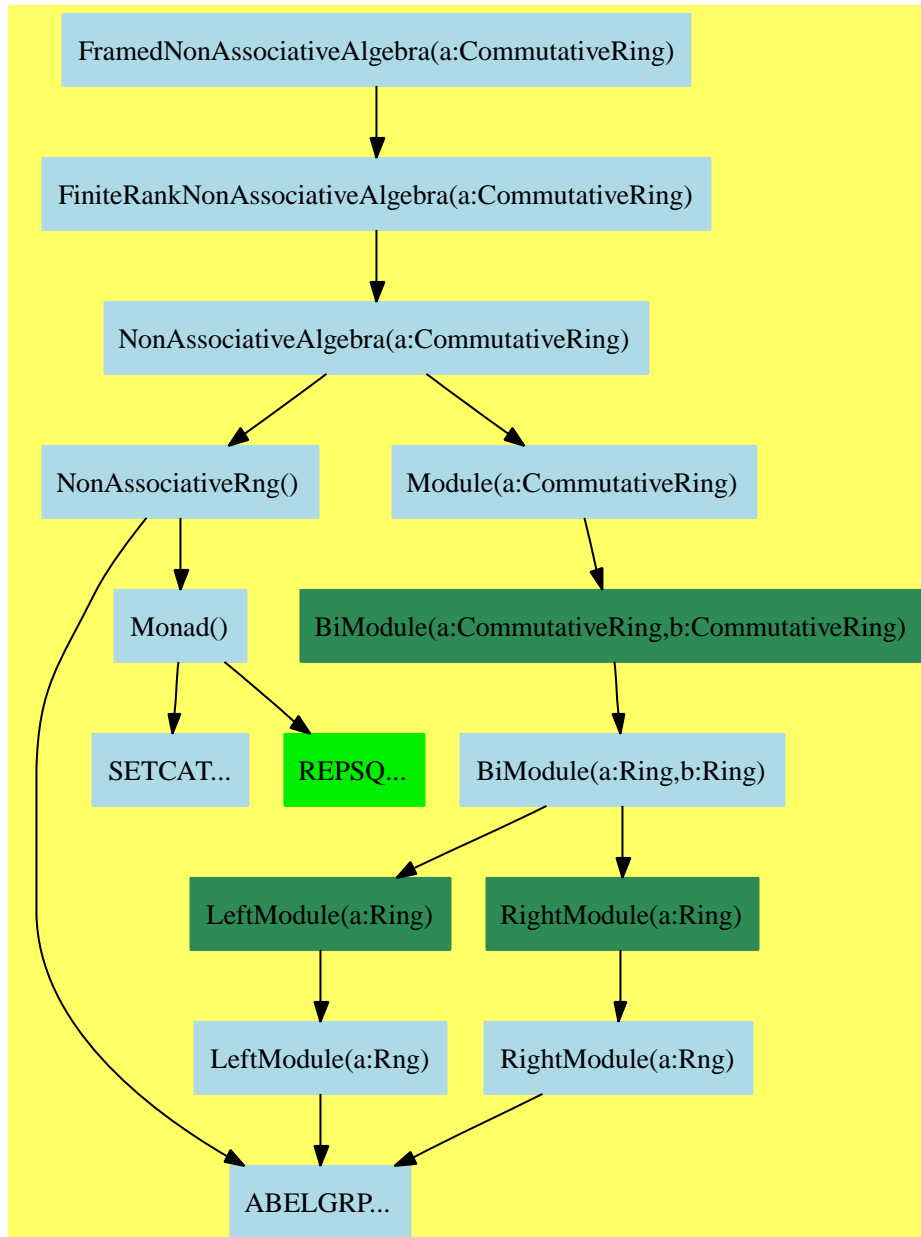 FramedNonAssociativeAlgebra(a:CommutativeRing)
FiniteRankNonAssociativeAlgebra(a:CommutativeRing)
NonAssociativeAlgebra(a:CommutativeRing)
NonAssociativeRng()
Module(a:CommutativeRing)
Monad()
BiModule(a:CommutativeRing,b:CommutativeRing)
SETCAT...
REPSQ...
BiModule(a:Ring,b:Ring)
LeftModule(a:Ring)
RightModule(a:Ring)
LeftModule(a:Rng)
RightModule(a:Rng)
ABELGRP...